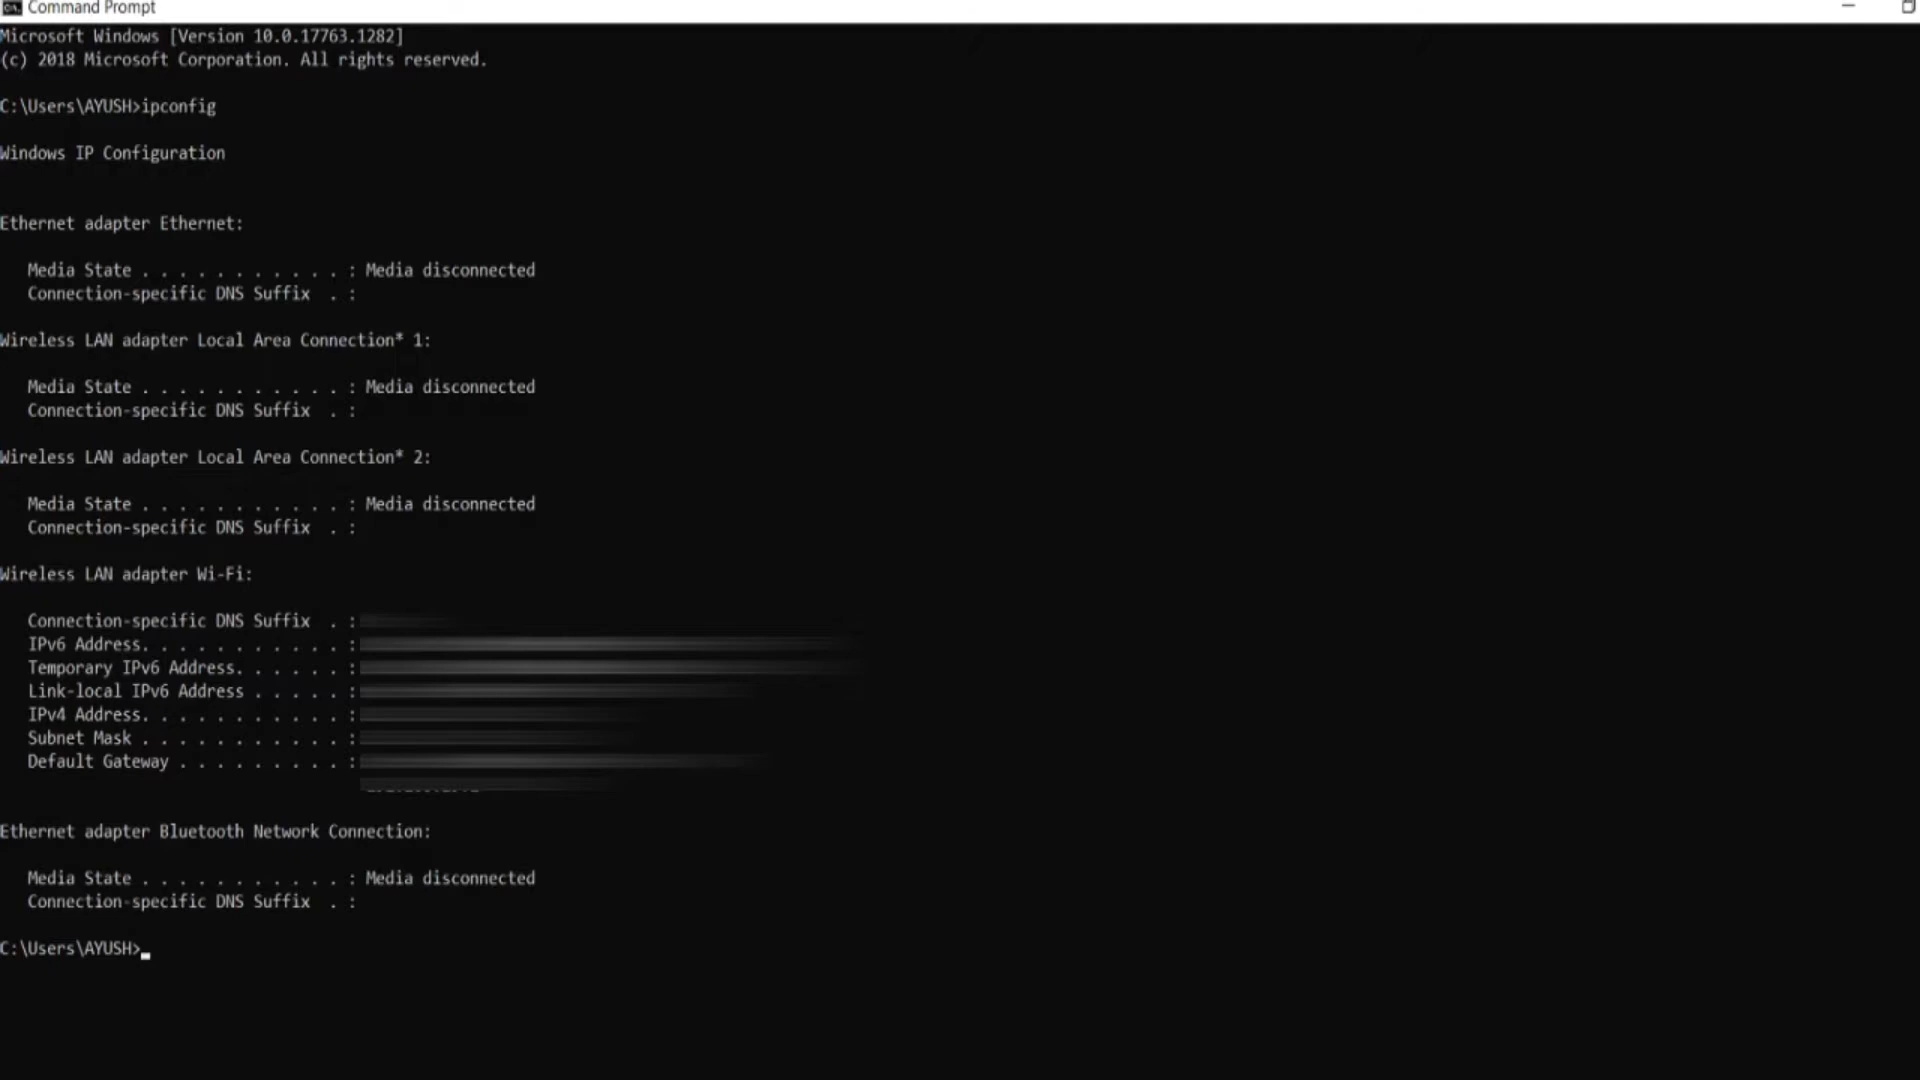 Command Prompt
Microsoft Windows [Version 10.0.17763.1282]
(c) 2018 Microsoft Corporation. All rights reserved.
C:\Users\AYUSH>ipconfig
Windows IP Configuration
Ethernet adapter Ethernet:
Media State . . . . . . . . . . . : Media disconnected
Connection-specific DNS Suffix  . :
Wireless LAN adapter Local Area Connection* 1:
Media State . . . . . . . . . . . : Media disconnected
Connection-specific DNS Suffix  . :
Wireless LAN adapter Local Area Connection* 2:
Media State . . . . . . . . . . . : Media disconnected
Connection-specific DNS Suffix  . :
Wireless LAN adapter Wi-Fi:
Connection-specific DNS Suffix  . :
IPv6 Address. . . . . . . . . . . :
Temporary IPv6 Address. . . . . . :
Link-local IPv6 Address . . . . . :
IPv4 Address. . . . . . . . . . . :
Subnet Mask . . . . . . . . . . . :
Default Gateway . . . . . . . . . :
Ethernet adapter Bluetooth Network Connection:
Media State . . . . . . . . . . . : Media disconnected
Connection-specific DNS Suffix  . :
C:\Users\AYUSH>